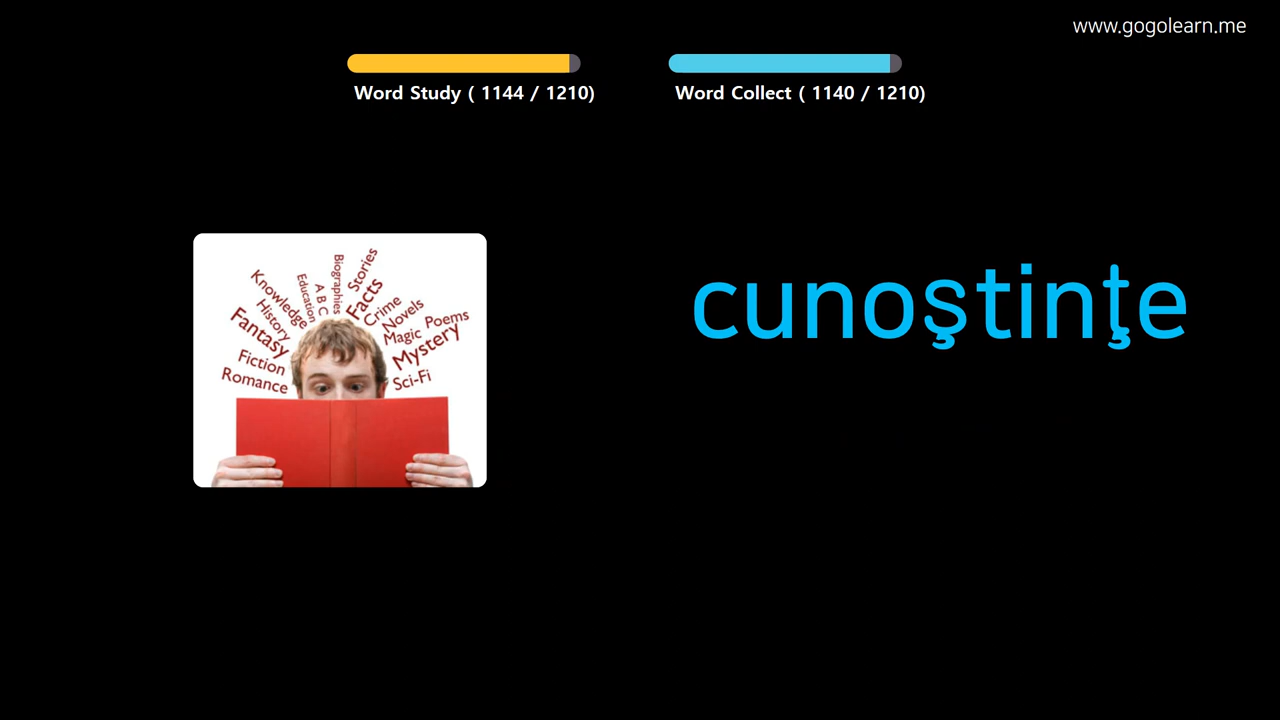 www.gogolearn.me
Word Study ( 1144 / 1210)
Word Collect ( 1140 / 1210)
cunoştinţe
Stories
Biographies
Facts
A B C
Education
Knowledge
Crime
History
Novels
Fantasy
Magic
Poems
Mystery
Fiction
Romance
Sci-Fi